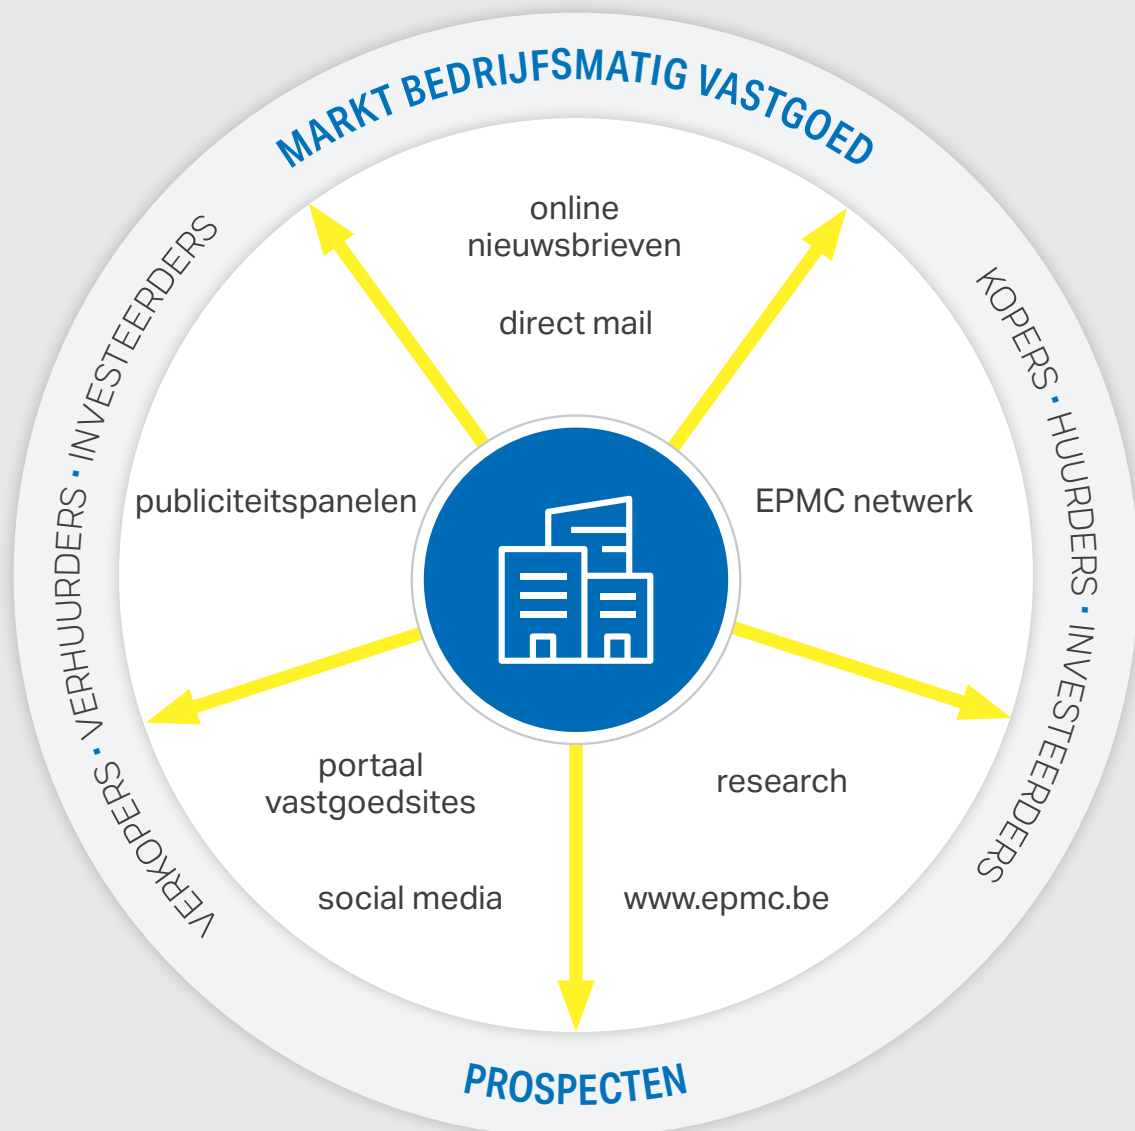 MARKT BEDRIJFSMATIG VASTGOED
VERKOPERS · VERHUURDERS · INVESTEERDERS
KOPERS · HUURDERS · INVESTEERDERS
online
nieuwsbrieven
direct mail
publiciteitspanelen
EPMC netwerk
portaal
vastgoedsites
social media
research
www.epmc.be
PROSPECTEN